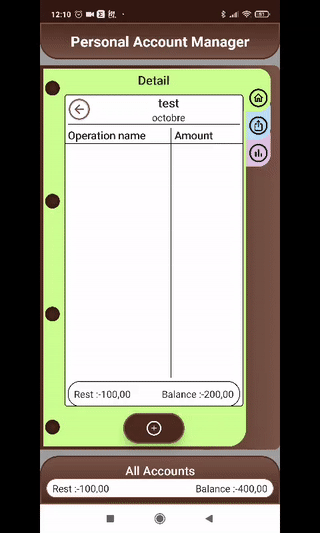 12:10
Personal Account Manager
Detail
test
octobre
Operation name Amount
Rest :-100,00 Balance :-200,00
All Accounts
Rest :-100,00 Balance :-400,00